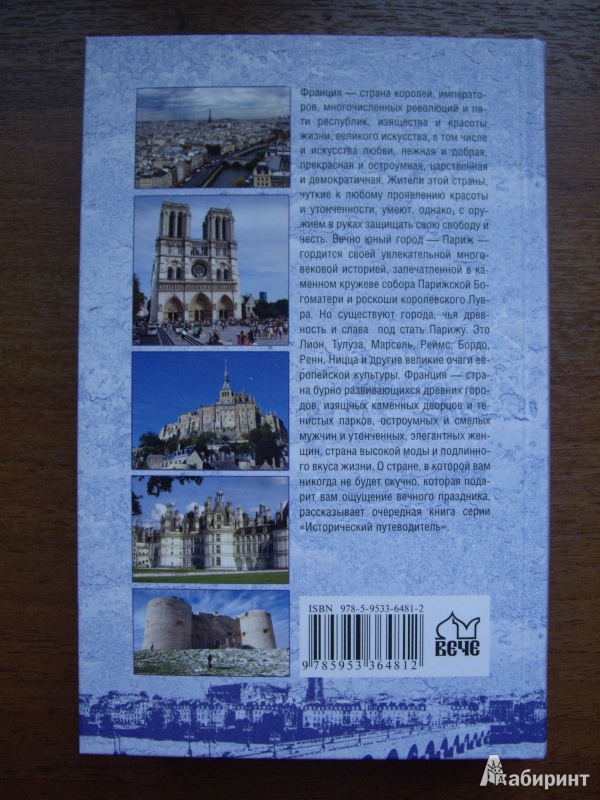 Франция — страна королей, императо-
ров, многочисленных революций и пя-
ти республик, изящества и красоты
жизни, великого искусства, в том числе
и искусства любви, нежная и добрая,
прекрасная и остроумная, царственная
и демократичная. Жители этой страны,
чуткие к любому проявлению красоты
и утонченности, умеют, однако, с ору-
жием в руках защищать свою свободу и
честь. Вечно юный город — Париж —
гордится своей увлекательной много-
вековой историей, запечатленной в ка-
менном кружеве собора Парижской Бо-
гоматери и роскоши королевского Лув-
ра. Но существуют города, чья древ-
ность и слава под стать Парижу. Это
Лион, Тулуза, Марсель, Реймс, Бордо,
Ренн, Ницца и другие великие очаги ев-
ропейской культуры. Франция — стра-
на бурно развивающихся древних горо-
дов, изящных каменных дворцов и те-
нистых парков, остроумных и смелых
мужчин и утонченных, элегантных жен-
щин, страна высокой моды и подлинно-
го вкуса жизни. О стране, в которой вам
никогда не будет скучно, которая пода-
рит вам ощущение вечного праздника,
рассказывает очередная книга серии
«Исторический путеводитель».
ISBN 978-5-9533-6481-2
9 785953 364812
ВЕЧЕ
Лабиринт